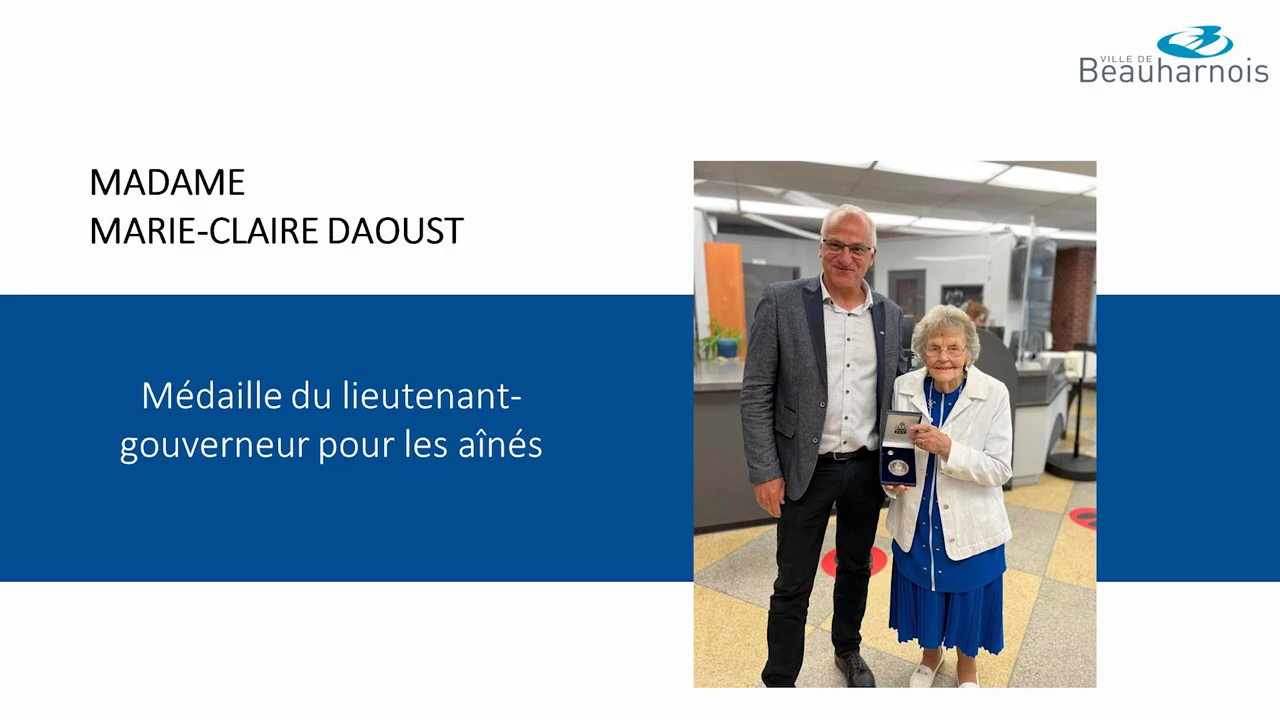 VILLE DE
Beauharnois
MADAME
MARIE-CLAIRE DAOUST
Médaille du lieutenant-
gouverneur pour les aînés